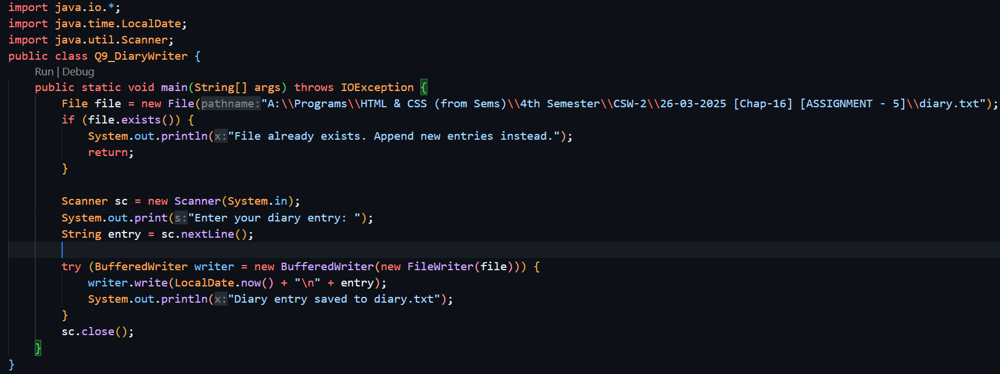 import java.io.*;
import java.time.LocalDate;
import java.util.Scanner;
public class Q9_DiaryWriter {
Run | Debug
public static void main(String[] args) throws IOException {
File file = new File(pathname:"A:\\Programs\\HTML & CSS (from Sems)\\4th Semester\\CSW-2\\26-03-2025 [Chap-16] [ASSIGNMENT - 5]\\diary.txt");
if (file.exists()) {
System.out.println(x:"File already exists. Append new entries instead.");
return;
}
Scanner sc = new Scanner(System.in);
System.out.print(s:"Enter your diary entry: ");
String entry = sc.nextLine();
try (BufferedWriter writer = new BufferedWriter(new FileWriter(file))) {
writer.write(LocalDate.now() + "\n" + entry);
System.out.println(x:"Diary entry saved to diary.txt");
}
sc.close();
}
}